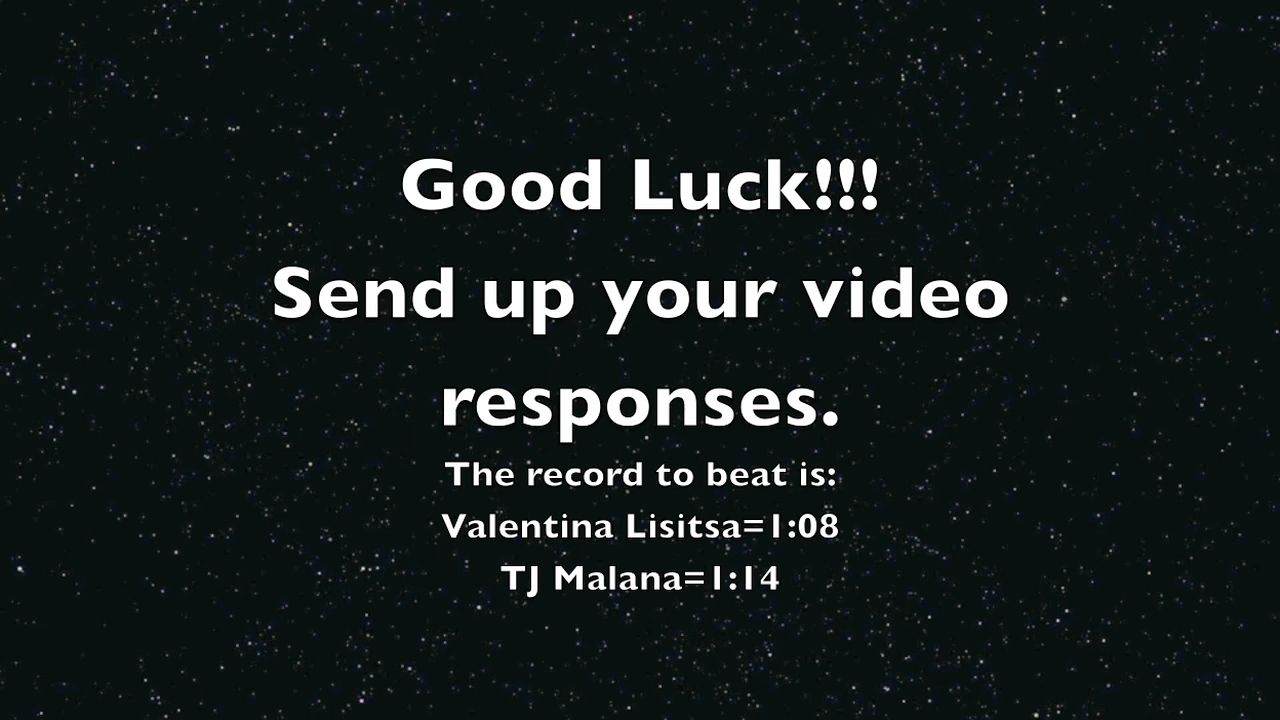 Good Luck!!!
Send up your video
responses.
The record to beat is:
Valentina Lisitsa=1:08
TJ Malana=1:14